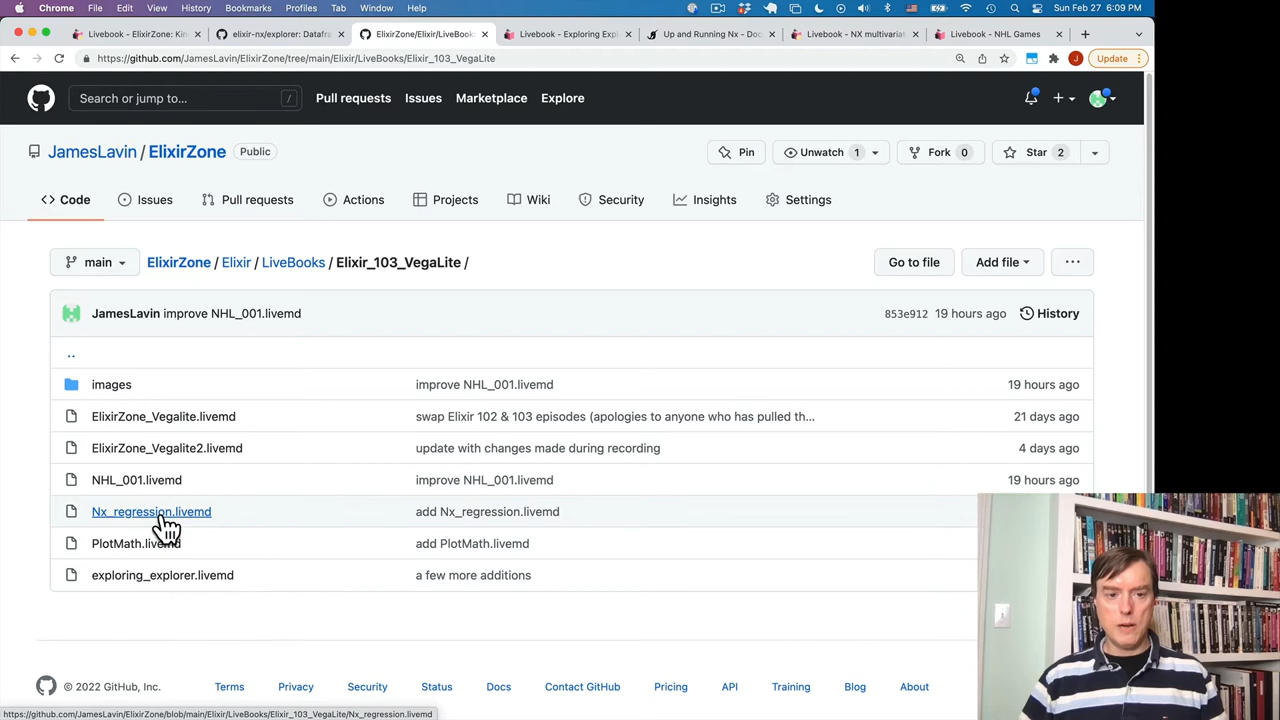 Chrome File Edit View History Bookmarks Profiles Tab Window Help Sun Feb 27 6:09 PM
Livebook - ElixirZone: Kin
elixir-nx/explorer: Datafra
ElixirZone/Elixir/LiveBooks
Livebook - Exploring Exp
Up and Running Nx - Doc
Livebook - NX multivaria
Livebook - NHL Games
https://github.com/JamesLavin/ElixirZone/tree/main/Elixir/LiveBooks/Elixir_103_VegaLite
J Update
Search or jump to... / Pull requests Issues Marketplace Explore
JamesLavin / ElixirZone Public Pin Unwatch 1 Fork 0 Star 2
<> Code Issues Pull requests Actions Projects Wiki Security Insights Settings
main ElixirZone / Elixir / LiveBooks / Elixir_103_VegaLite / Go to file Add file ...
JamesLavin improve NHL_001.livemd 853e912 19 hours ago History
..
images improve NHL_001.livemd 19 hours ago
ElixirZone_Vegalite.livemd swap Elixir 102 & 103 episodes (apologies to anyone who has pulled th... 21 days ago
ElixirZone_Vegalite2.livemd update with changes made during recording 4 days ago
NHL_001.livemd improve NHL_001.livemd 19 hours ago
Nx_regression.livemd add Nx_regression.livemd
PlotMath.livemd add PlotMath.livemd
exploring_explorer.livemd a few more additions
© 2022 GitHub, Inc. Terms Privacy Security Status Docs Contact GitHub Pricing API Training Blog About
https://github.com/JamesLavin/ElixirZone/blob/main/Elixir/LiveBooks/Elixir_103_VegaLite/Nx_regression.livemd